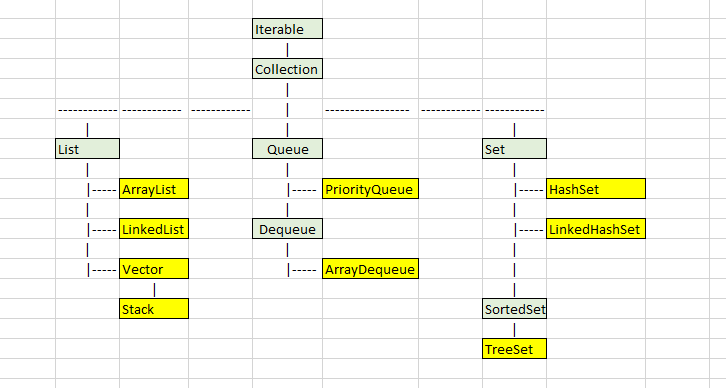 Iterable
Collection
List Queue Set
ArrayList PriorityQueue HashSet
LinkedList Dequeue LinkedHashSet
Vector ArrayDequeue
Stack SortedSet
TreeSet